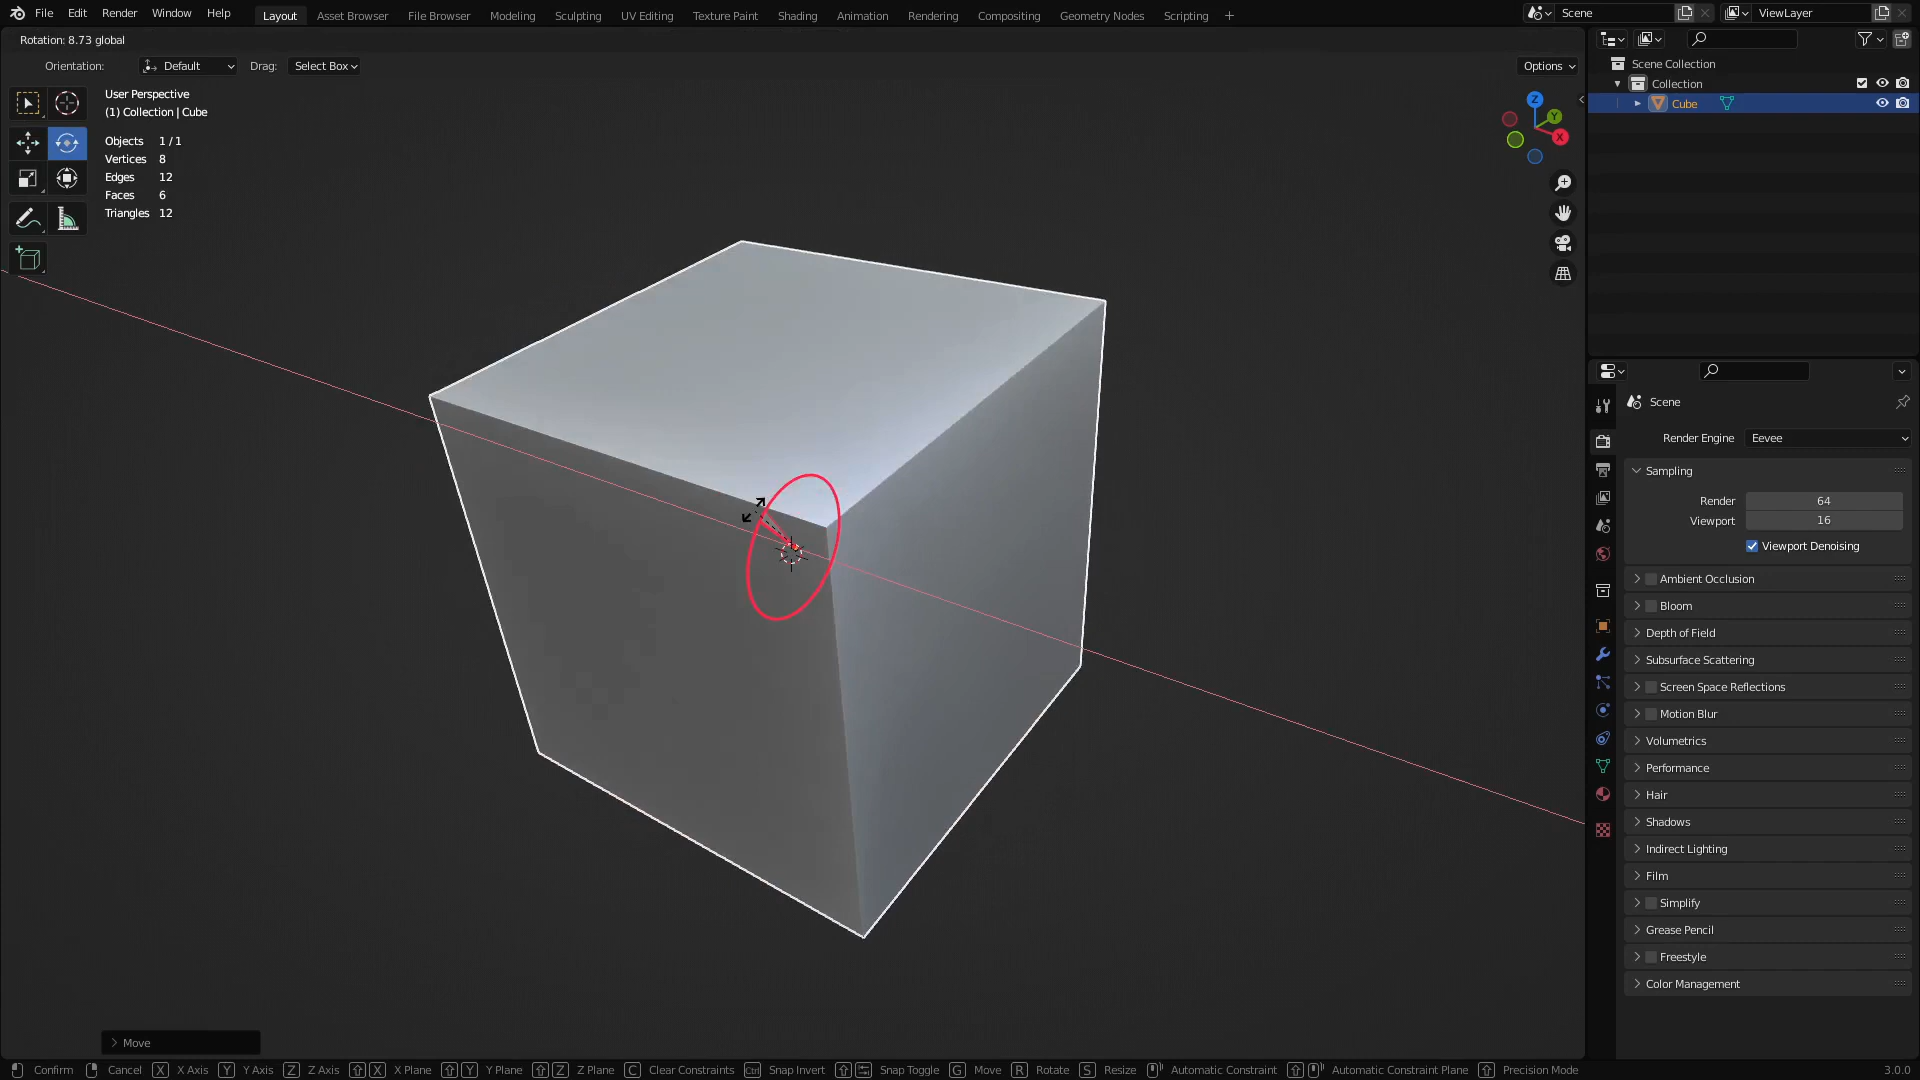 File Edit Render Window Help Layout Asset Browser File Browser Modeling Sculpting UV Editing Texture Paint Shading Animation Rendering Compositing Geometry Nodes Scripting + Scene ViewLayer
Rotation: 8.73 global
Orientation: Default Drag: Select Box Options
User Perspective
(1) Collection | Cube
Objects 1 / 1
Vertices 8
Edges 12
Faces 6
Triangles 12
Z
Y
X
Scene Collection
Collection
Cube
Scene
Render Engine Eevee
Sampling
Render 64
Viewport 16
Viewport Denoising
Ambient Occlusion
Bloom
Depth of Field
Subsurface Scattering
Screen Space Reflections
Motion Blur
Volumetrics
Performance
Hair
Shadows
Indirect Lighting
Film
Simplify
Grease Pencil
Freestyle
Color Management
Move
Confirm Cancel X X Axis Y Y Axis Z Z Axis X X Plane Y Y Plane Z Z Plane C Clear Constraints Ctrl Snap Invert Snap Toggle G Move R Rotate S Resize Automatic Constraint Automatic Constraint Plane Precision Mode 3.0.0